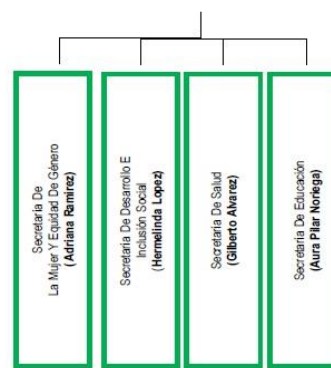 Secretaría De
La Mujer Y Equidad De Género
(Adriana Ramirez)
Secretaria De Desarrollo E
Inclusión Social
(Hermelinda Lopez)
Secretaria De Salud
(Gilberto Alvarez)
Secretaria De Educación
(Aura Pilar Noriega)